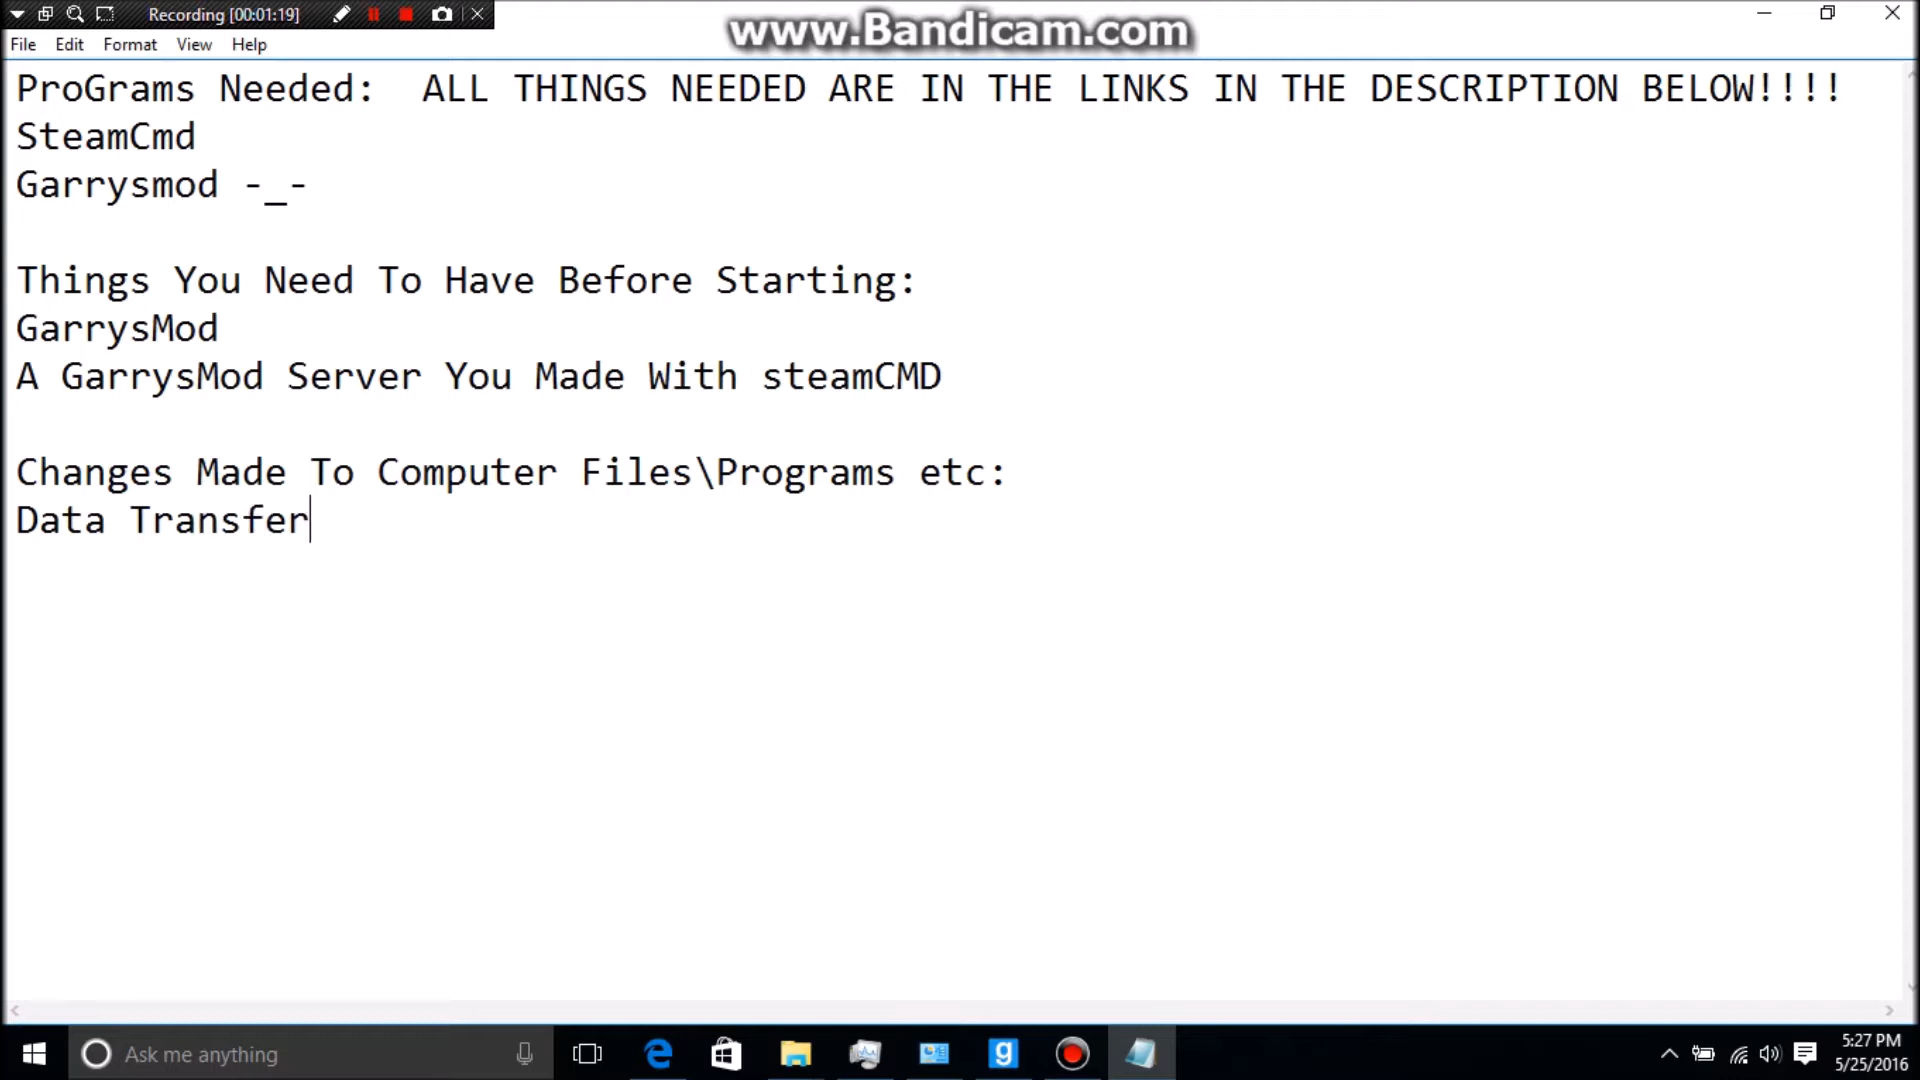 Recording [00:01:19]
www.Bandicam.com
File Edit Format View Help
ProGrams Needed:  ALL THINGS NEEDED ARE IN THE LINKS IN THE DESCRIPTION BELOW!!!!
SteamCmd
Garrysmod -_-
Things You Need To Have Before Starting:
GarrysMod
A GarrysMod Server You Made With steamCMD
Changes Made To Computer Files\Programs etc:
Data Transfer
Ask me anything
g
5:27 PM
5/25/2016